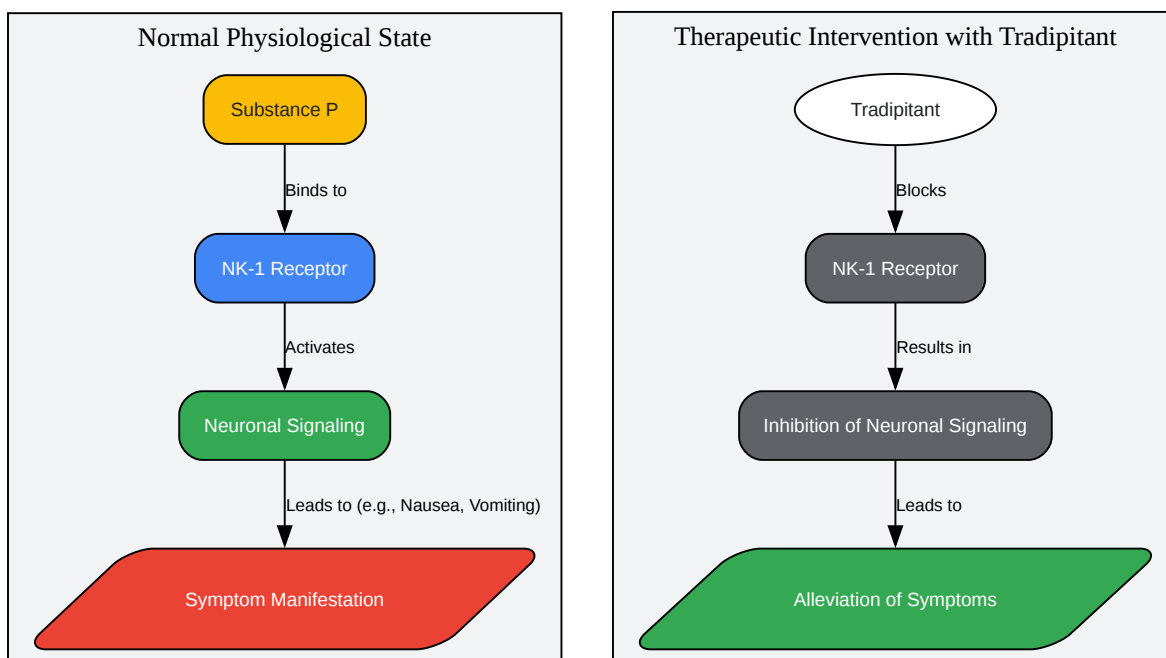 Normal Physiological State
Substance P
Binds to
NK-1 Receptor
Activates
Neuronal Signaling
Leads to (e.g., Nausea, Vomiting)
Symptom Manifestation
Therapeutic Intervention with Tradipitant
Tradipitant
Blocks
NK-1 Receptor
Results in
Inhibition of Neuronal Signaling
Leads to
Alleviation of Symptoms